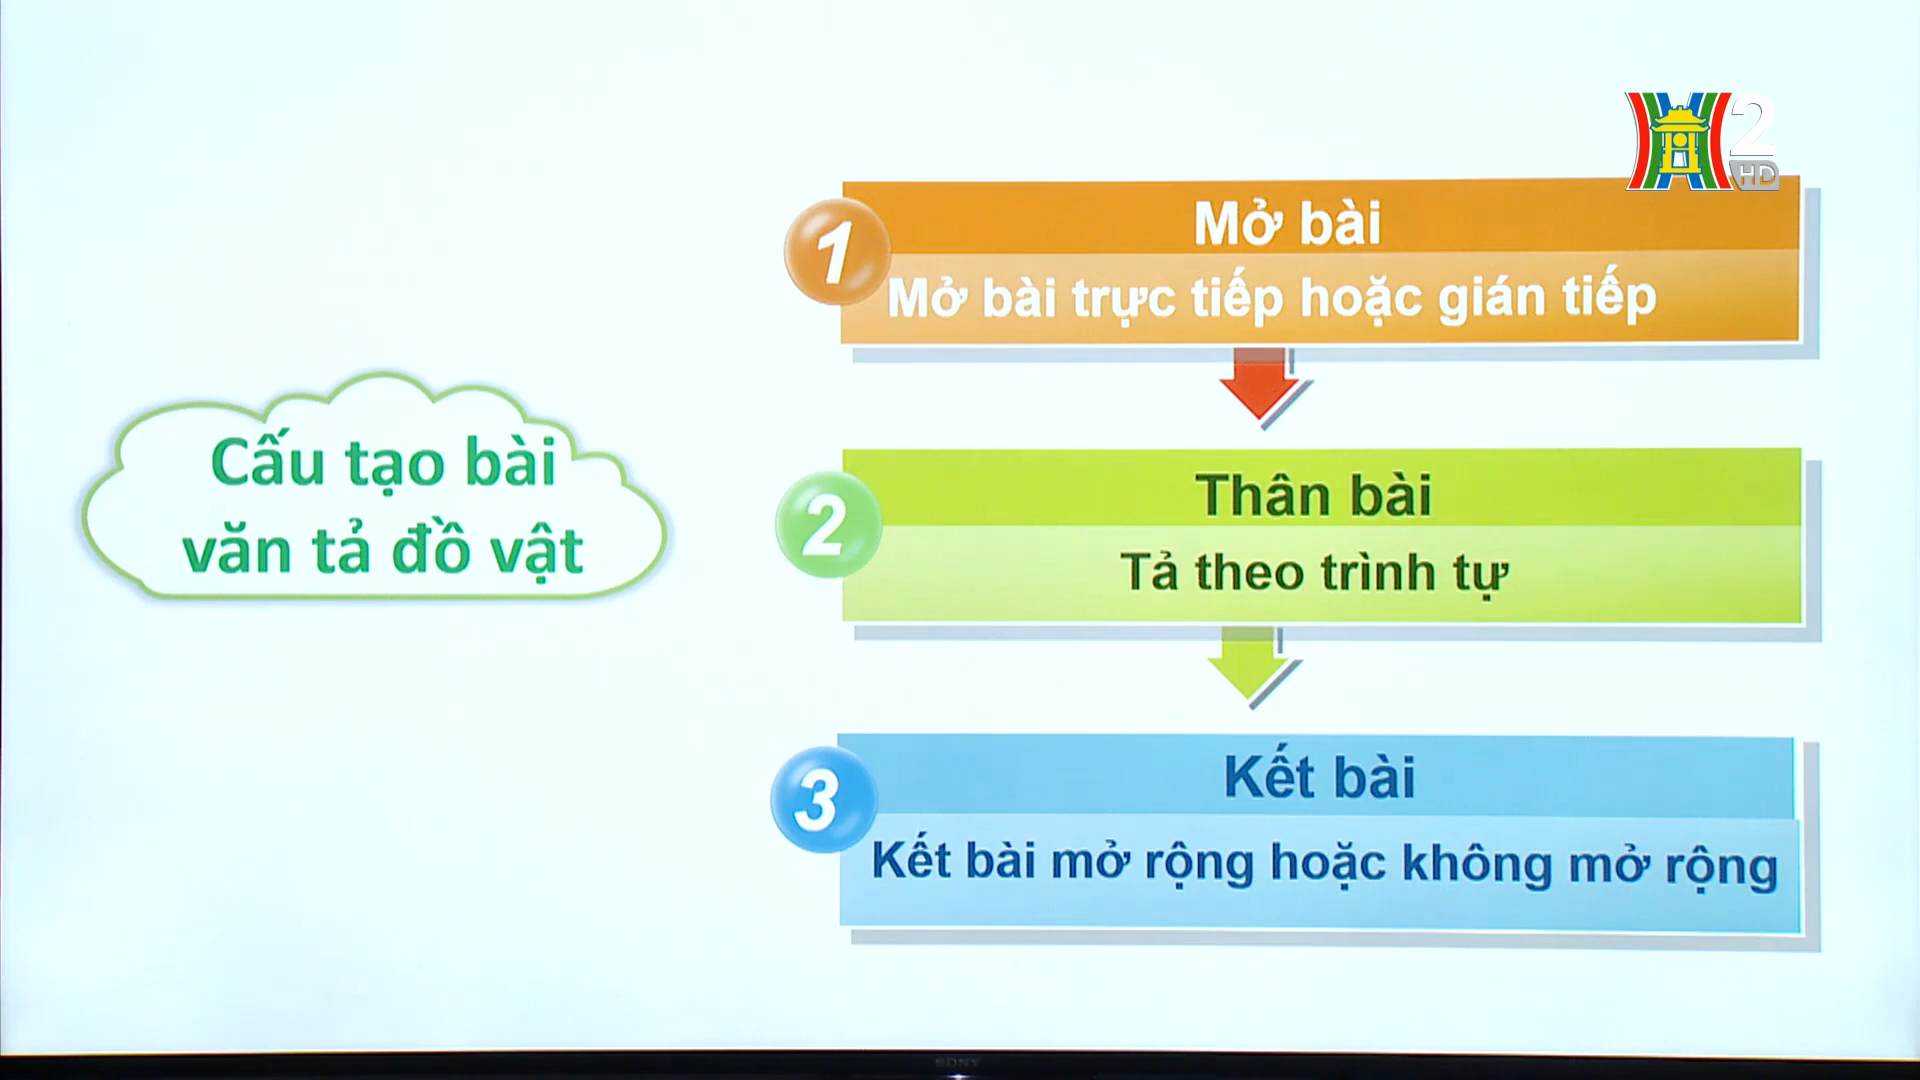 Cấu tạo bài
văn tả đồ vật
2
HD
1
Mở bài
Mở bài trực tiếp hoặc gián tiếp
2
Thân bài
Tả theo trình tự
3
Kết bài
Kết bài mở rộng hoặc không mở rộng
SONY